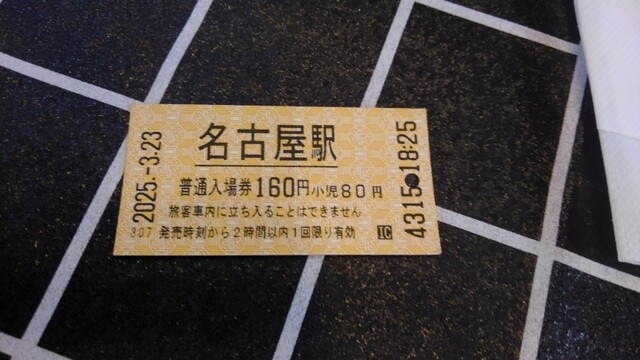 2025.-3.23
名古屋駅
普通入場券160円小児80円
旅客車内に立ち入ることはできません
307 発売時刻から2時間以内1回限り有効 IC
4315●18:25